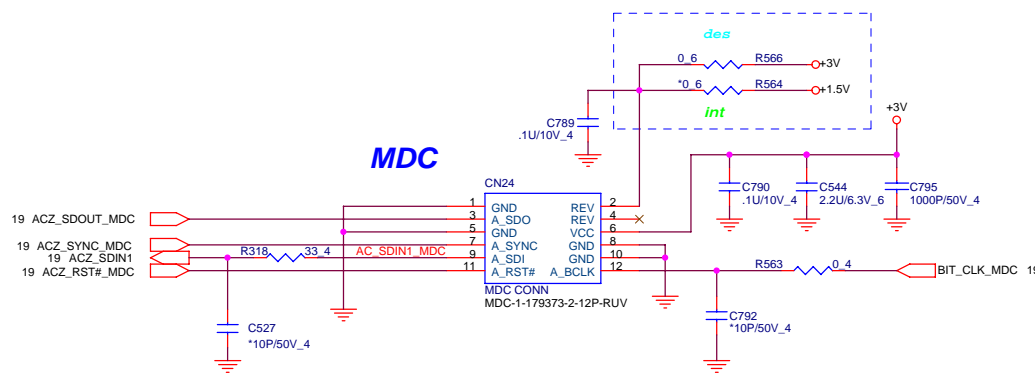 des
0_6 R566 +3V
*0_6 R564 +1.5V
int
C789
.1U/10V_4
+3V
MDC
C790
.1U/10V_4
C544
2.2U/6.3V_6
C795
1000P/50V_4
CN24
1 GND REV 2
19 ACZ_SDOUT_MDC 3 A_SDO REV 4
5 GND VCC 6
19 ACZ_SYNC_MDC 7 A_SYNC GND 8
19 ACZ_SDIN1 R318 33_4 AC_SDIN1_MDC 9 A_SDI GND 10
19 ACZ_RST#_MDC 11 A_RST# A_BCLK 12 R563 0_4 BIT_CLK_MDC 19
MDC CONN
MDC-1-179373-2-12P-RUV
C527
*10P/50V_4
C792
*10P/50V_4